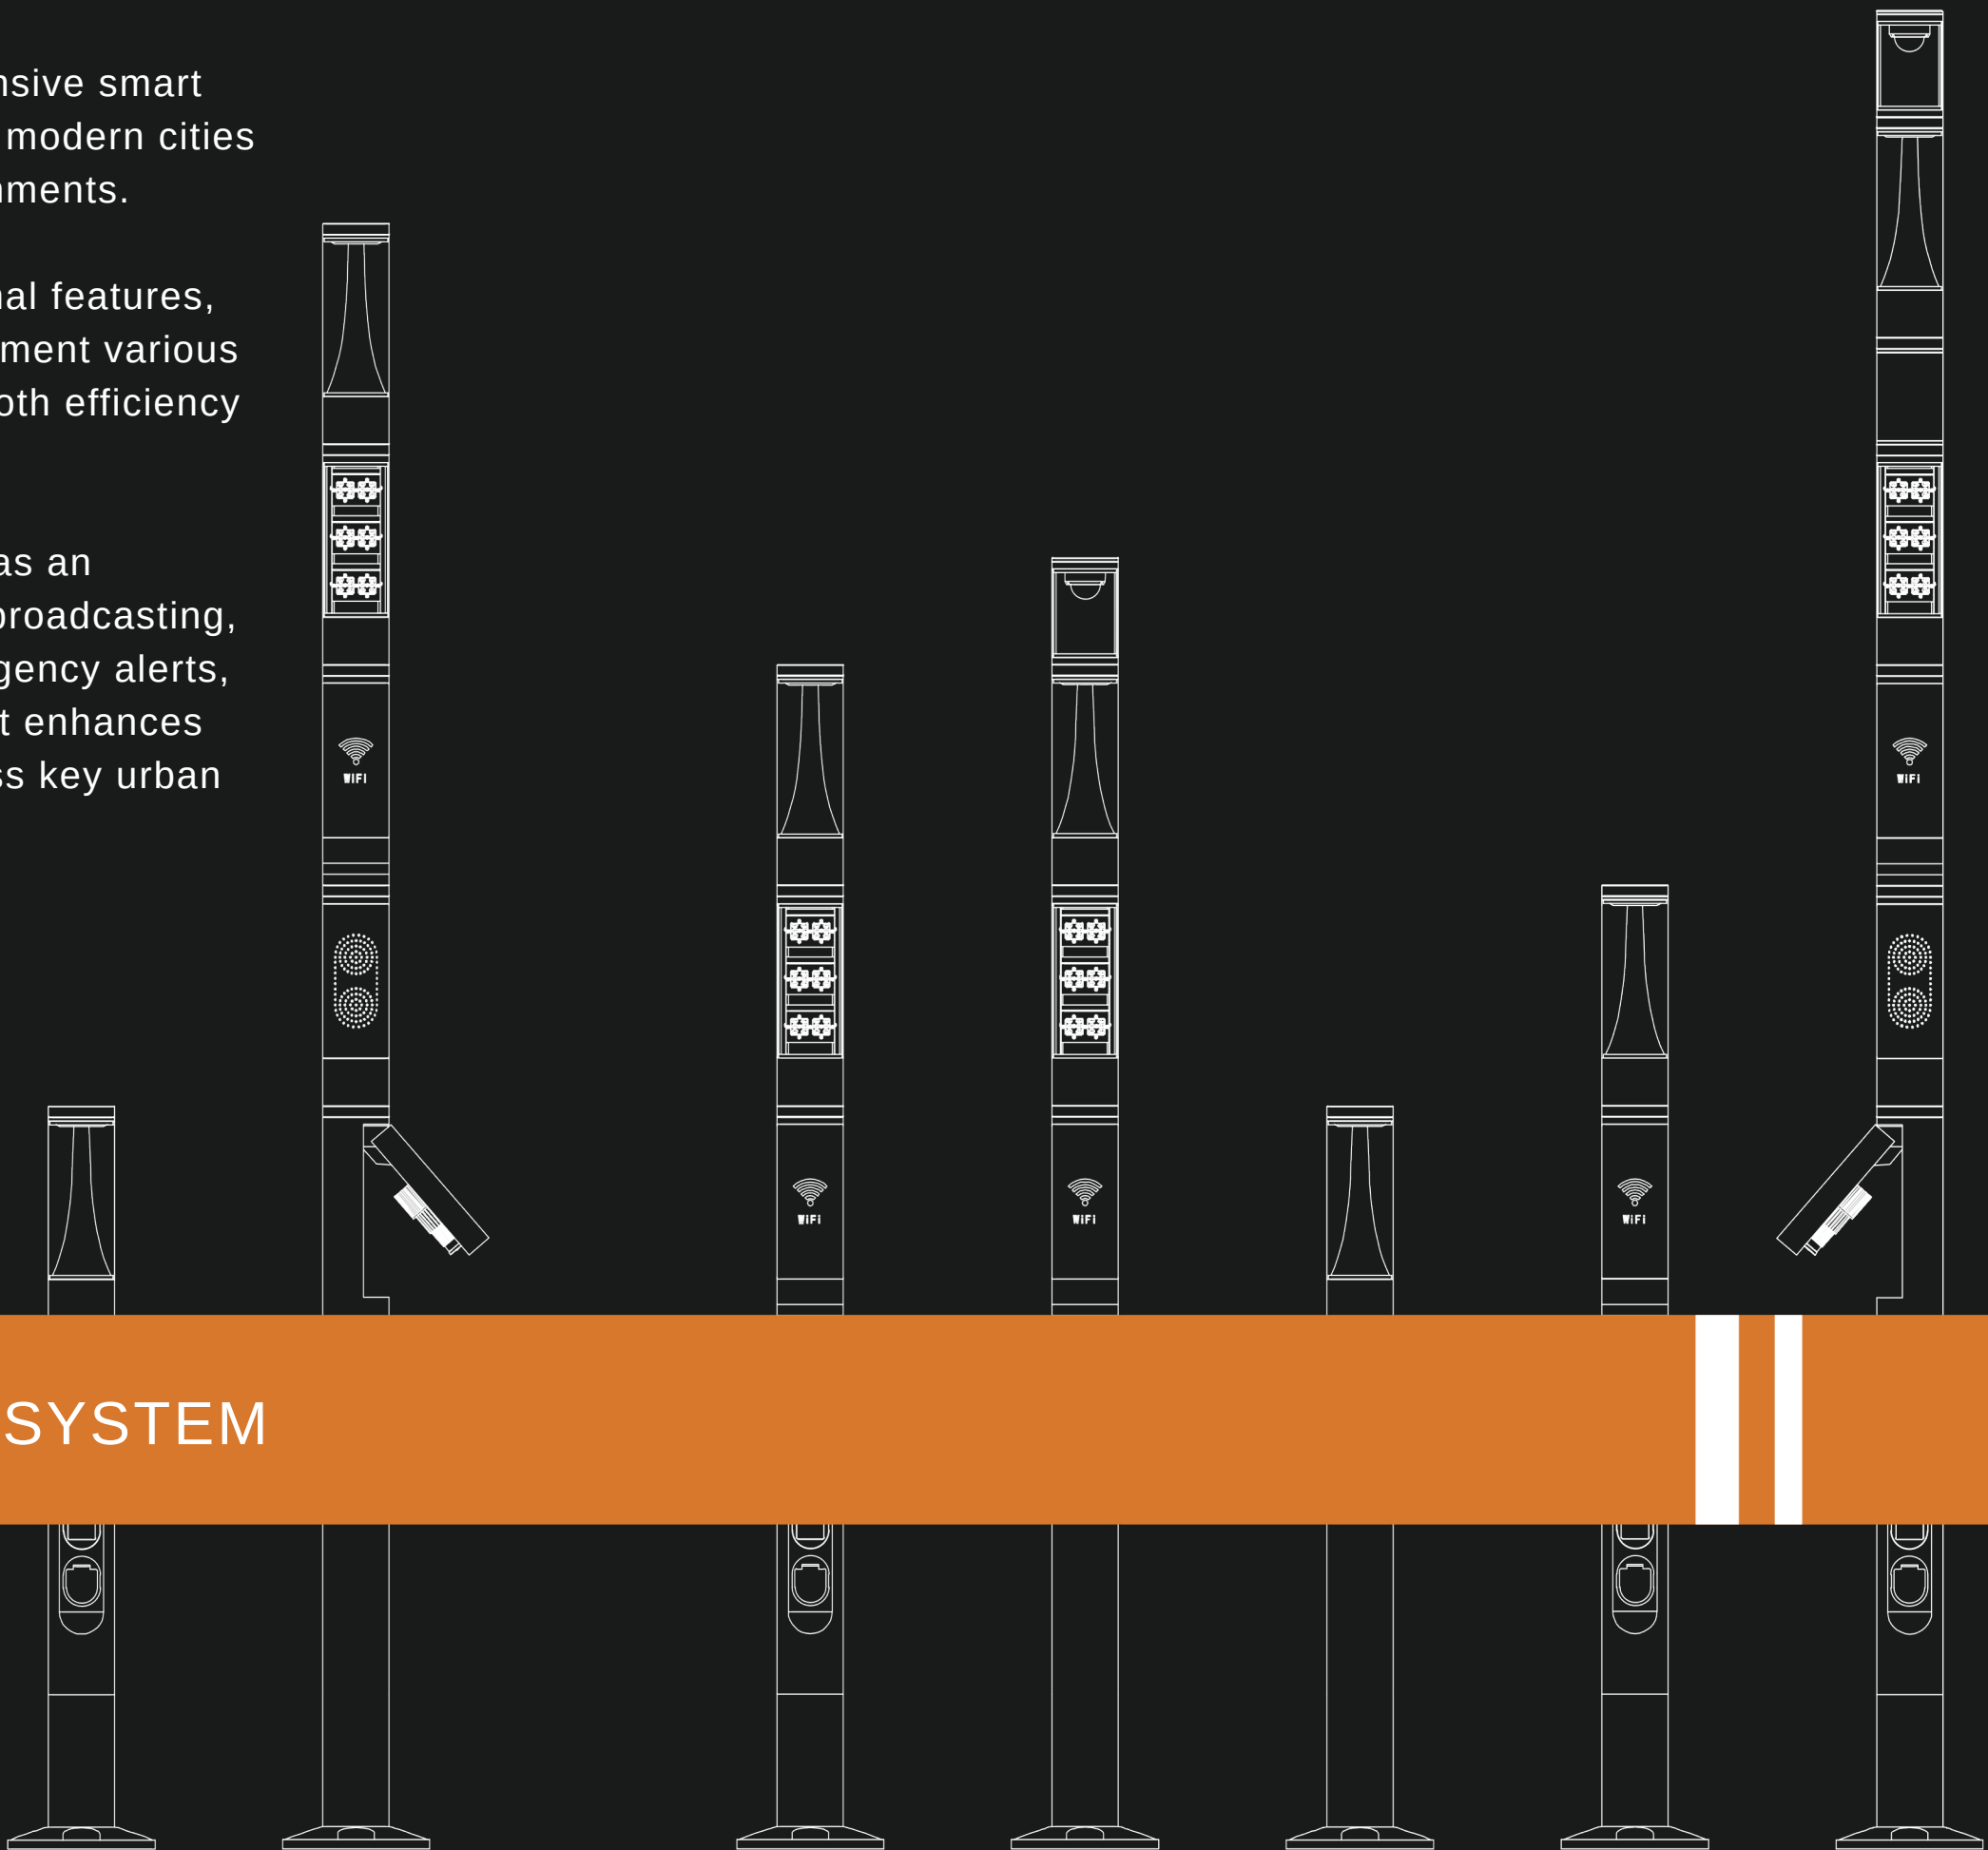 nsive smart
modern cities
nments.
nal features,
ment various
oth efficiency
as an
broadcasting,
gency alerts,
t enhances
ss key urban
WiFi
WiFi
WiFi
WiFi
WiFi
SYSTEM